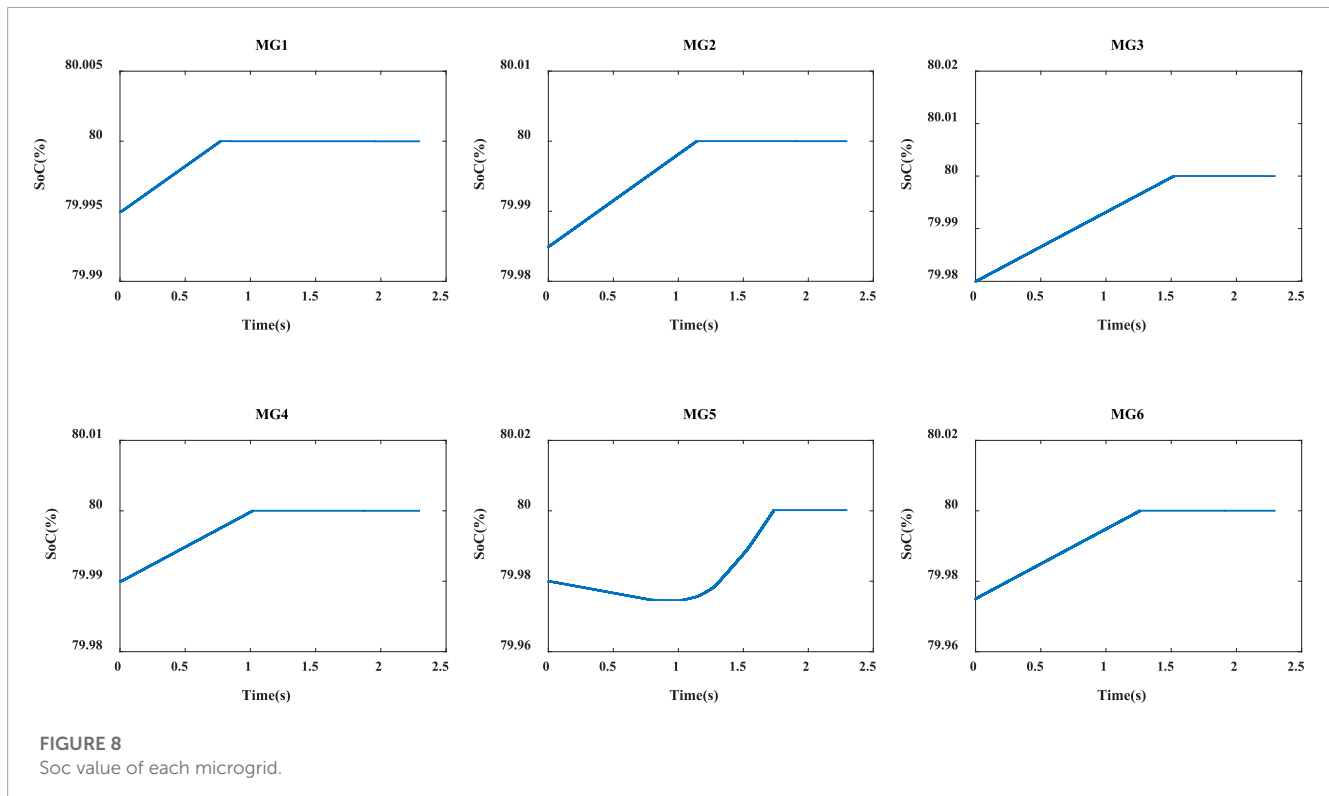 MG1
80.005
80
79.995
79.99
SoC(%)
0 0.5 1 1.5 2 2.5
Time(s)
MG2
80.01
80
79.99
79.98
SoC(%)
0 0.5 1 1.5 2 2.5
Time(s)
MG3
80.02
80.01
80
79.99
79.98
SoC(%)
0 0.5 1 1.5 2 2.5
Time(s)
MG4
80.01
80
79.99
79.98
SoC(%)
0 0.5 1 1.5 2 2.5
Time(s)
MG5
80.02
80
79.98
79.96
SoC(%)
0 0.5 1 1.5 2 2.5
Time(s)
MG6
80.02
80
79.98
79.96
SoC(%)
0 0.5 1 1.5 2 2.5
Time(s)
FIGURE 8
Soc value of each microgrid.